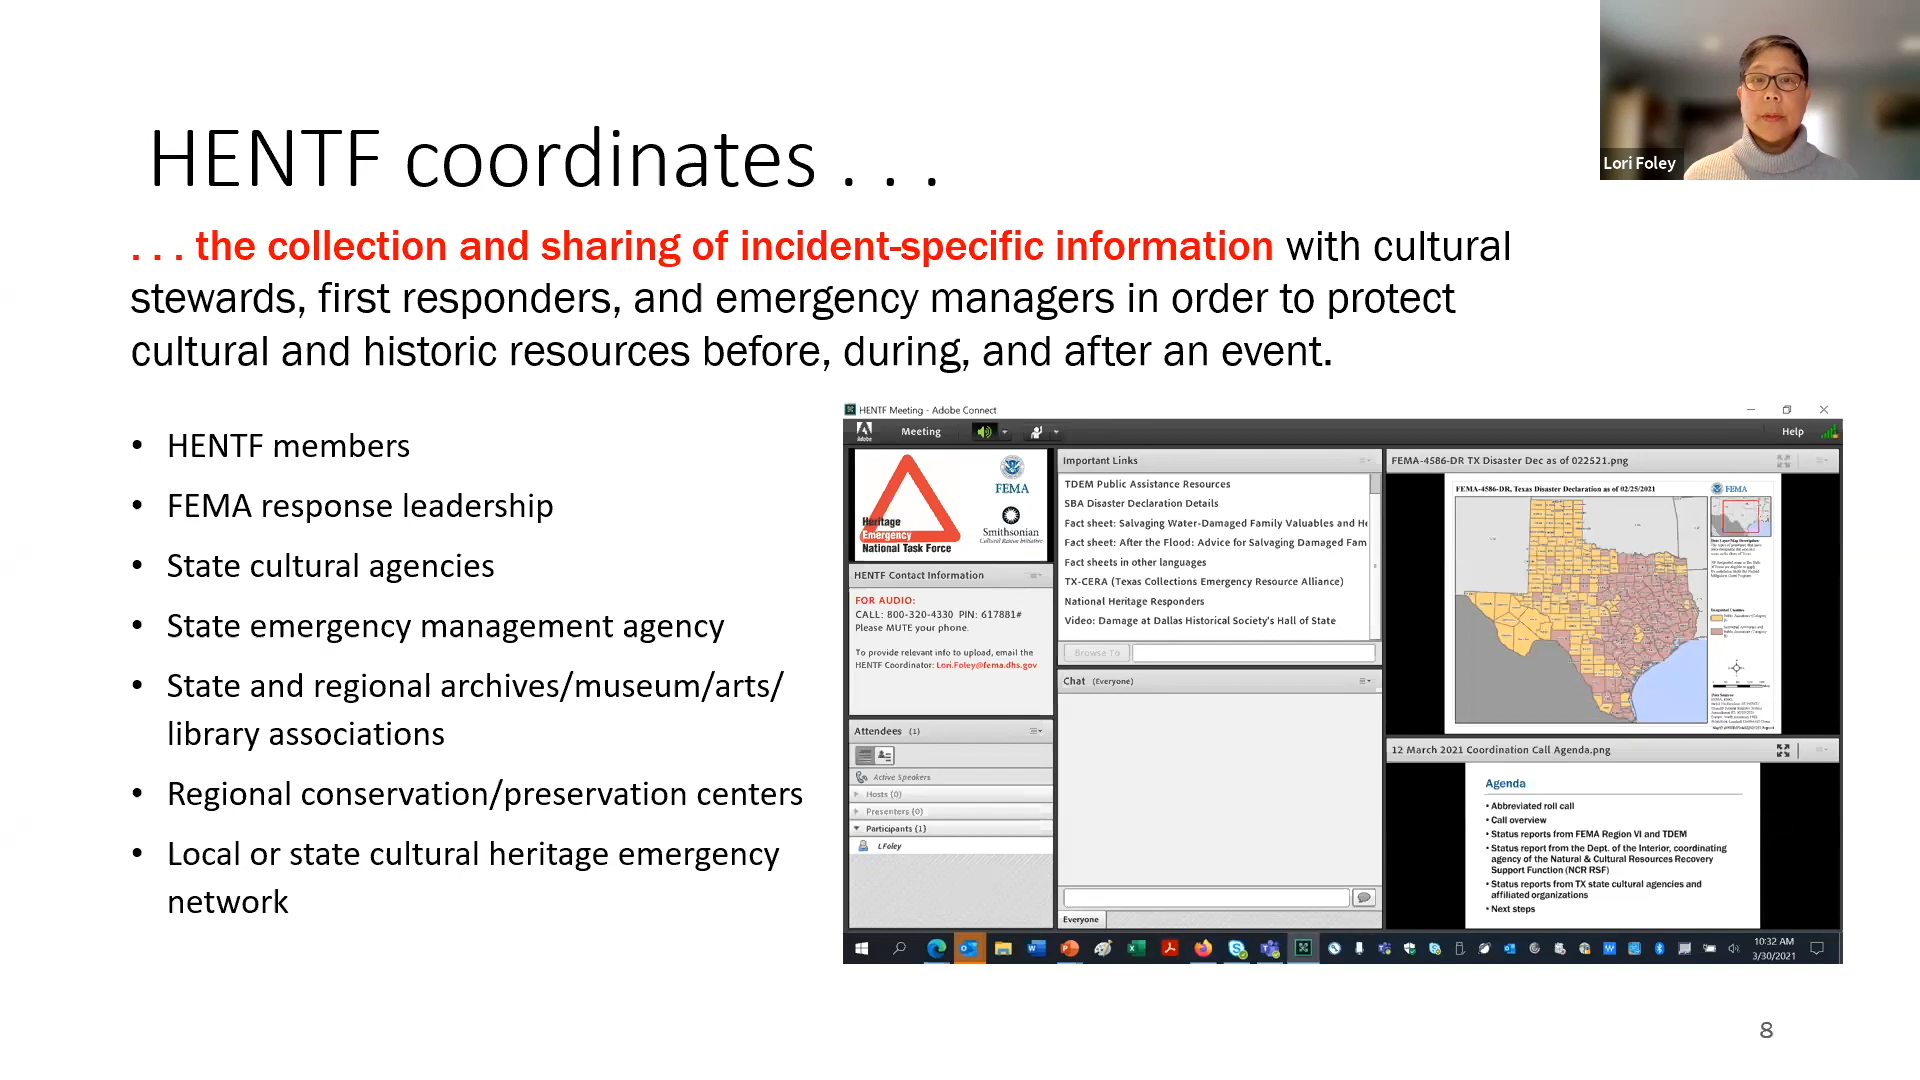 Lori Foley
HENTF coordinates . . .
. . . the collection and sharing of incident-specific information with cultural
stewards, first responders, and emergency managers in order to protect
cultural and historic resources before, during, and after an event.
• HENTF members
• FEMA response leadership
• State cultural agencies
• State emergency management agency
• State and regional archives/museum/arts/
library associations
• Regional conservation/preservation centers
• Local or state cultural heritage emergency
network
HENTF Meeting - Adobe Connect
Adobe
Meeting
Help
Heritage
Emergency
National Task Force
FEMA
Smithsonian
Cultural Rescue Initiative
HENTF Contact Information
FOR AUDIO:
CALL: 800-320-4330 PIN: 617881#
Please MUTE your phone.
To provide relevant info to upload, email the
HENTF Coordinator: Lori.Foley@fema.dhs.gov
Attendees (1)
Active Speakers
Hosts (0)
Presenters (0)
Participants (1)
LFoley
Important Links
TDEM Public Assistance Resources
SBA Disaster Declaration Details
Fact sheet: Salvaging Water-Damaged Family Valuables and He
Fact sheet: After the Flood: Advice for Salvaging Damaged Fam
Fact sheets in other languages
TX-CERA (Texas Collections Emergency Resource Alliance)
National Heritage Responders
Video: Damage at Dallas Historical Society's Hall of State
Browse To
Chat (Everyone)
Everyone
FEMA-4586-DR TX Disaster Dec as of 022521.png
FEMA-4586-DR, Texas Disaster Declaration as of 02/25/2021
FEMA
12 March 2021 Coordination Call Agenda.png
Agenda
• Abbreviated roll call
• Call overview
• Status reports from FEMA Region VI and TDEM
• Status report from the Dept. of the Interior, coordinating
agency of the Natural & Cultural Resources Recovery
Support Function (NCR RSF)
• Status reports from TX state cultural agencies and
affiliated organizations
• Next steps
10:32 AM
3/30/2021
8